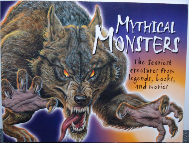 MYTHICAL
MONSTERS
The Scariest
creatures from
legends, books,
and movies